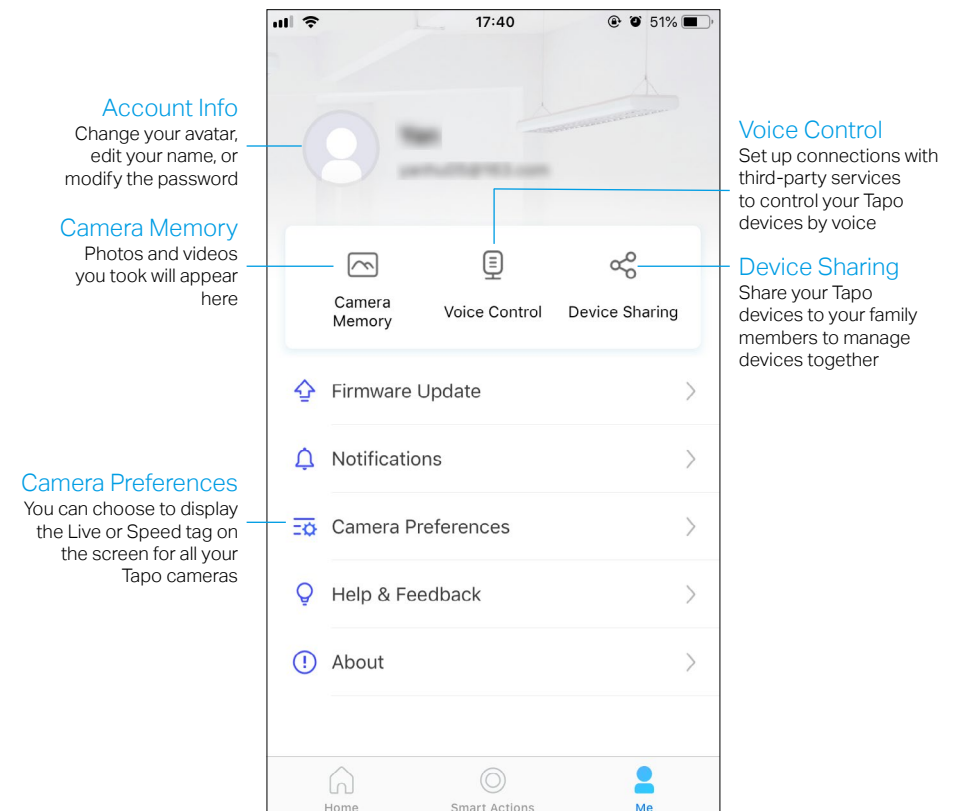 17:40
51%
Account Info
Change your avatar,
edit your name, or
modify the password
Camera Memory
Photos and videos
you took will appear
here
Voice Control
Set up connections with
third-party services
to control your Tapo
devices by voice
Device Sharing
Share your Tapo
devices to your family
members to manage
devices together
Camera
Memory
Voice Control
Device Sharing
Firmware Update
Notifications
Camera Preferences
You can choose to display
the Live or Speed tag on
the screen for all your
Tapo cameras
Camera Preferences
Help & Feedback
About
Home
Smart Actions
Me